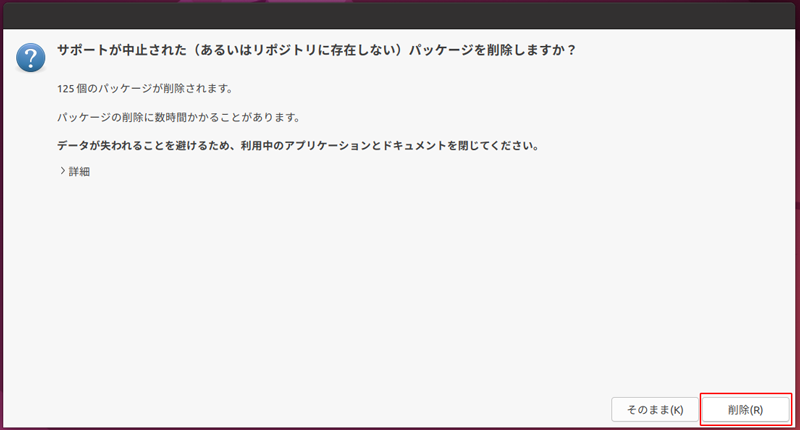 サポートが中止された（あるいはリポジトリに存在しない）パッケージを削除しますか？
125 個のパッケージが削除されます。
パッケージの削除に数時間かかることがあります。
データが失われることを避けるため、利用中のアプリケーションとドキュメントを閉じてください。
詳細
そのまま(K)
削除(R)